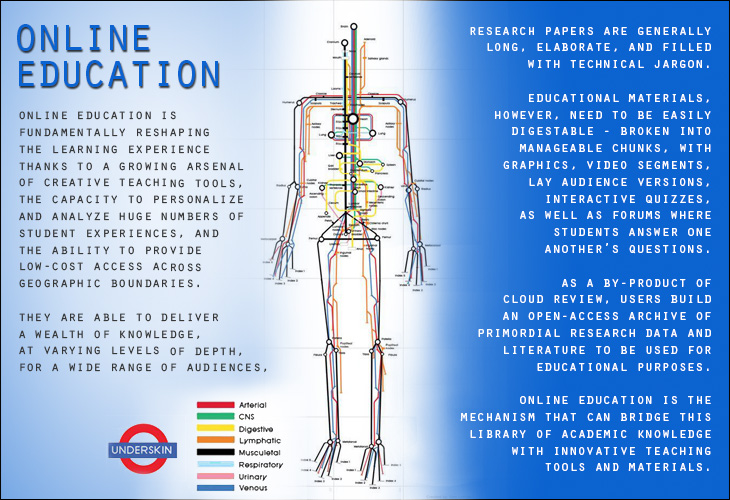 ONLINE
EDUCATION
ONLINE EDUCATION IS
FUNDAMENTALLY RESHAPING
THE LEARNING EXPERIENCE
THANKS TO A GROWING ARSENAL
OF CREATIVE TEACHING TOOLS,
THE CAPACITY TO PERSONALIZE
AND ANALYZE HUGE NUMBERS OF
STUDENT EXPERIENCES, AND
THE ABILITY TO PROVIDE
LOW-COST ACCESS ACROSS
GEOGRAPHIC BOUNDARIES.
THEY ARE ABLE TO DELIVER
A WEALTH OF KNOWLEDGE,
AT VARYING LEVELS OF DEPTH,
FOR A WIDE RANGE OF AUDIENCES,
UNDERSKIN
Arterial
CNS
Digestive
Lymphatic
Musculetal
Respiratory
Urinary
Venous
RESEARCH PAPERS ARE GENERALLY
LONG, ELABORATE, AND FILLED
WITH TECHNICAL JARGON.
EDUCATIONAL MATERIALS,
HOWEVER, NEED TO BE EASILY
DIGESTABLE - BROKEN INTO
MANAGEABLE CHUNKS, WITH
GRAPHICS, VIDEO SEGMENTS,
LAY AUDIENCE VERSIONS,
INTERACTIVE QUIZZES,
AS WELL AS FORUMS WHERE
STUDENTS ANSWER ONE
ANOTHER'S QUESTIONS.
AS A BY-PRODUCT OF
CLOUD REVIEW, USERS BUILD
AN OPEN-ACCESS ARCHIVE OF
PRIMORDIAL RESEARCH DATA AND
LITERATURE TO BE USED FOR
EDUCATIONAL PURPOSES.
ONLINE EDUCATION IS THE
MECHANISM THAT CAN BRIDGE THIS
LIBRARY OF ACADEMIC KNOWLEDGE
WITH INNOVATIVE TEACHING
TOOLS AND MATERIALS.